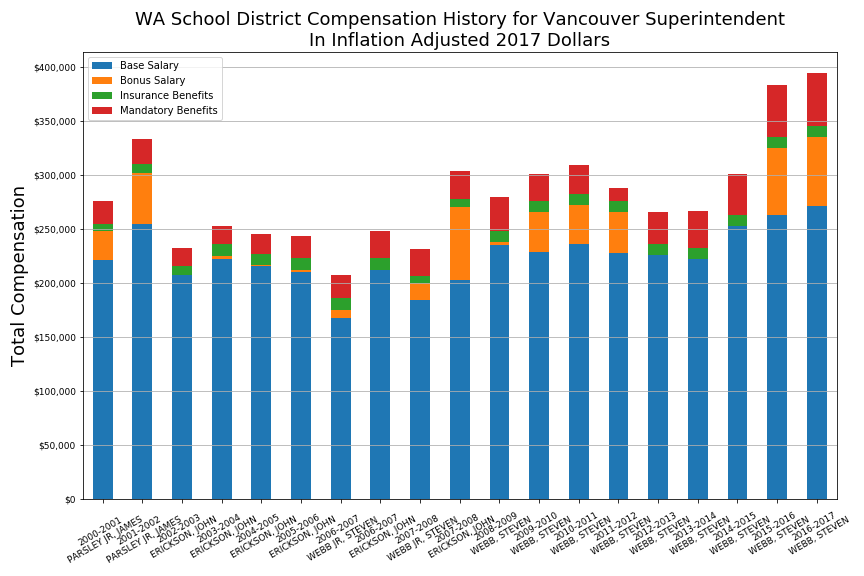 WA School District Compensation History for Vancouver Superintendent
In Inflation Adjusted 2017 Dollars
Base Salary
Bonus Salary
Insurance Benefits
Mandatory Benefits
Total Compensation
$400,000
$350,000
$300,000
$250,000
$200,000
$150,000
$100,000
$50,000
$0
2000-2001
PARSLEY JR, JAMES
2001-2002
PARSLEY JR, JAMES
2002-2003
ERICKSON, JOHN
2003-2004
ERICKSON, JOHN
2004-2005
ERICKSON, JOHN
2005-2006
ERICKSON, JOHN
2006-2007
WEBB JR, STEVEN
2006-2007
ERICKSON, JOHN
2007-2008
WEBB JR, STEVEN
2007-2008
ERICKSON, JOHN
2008-2009
WEBB, STEVEN
2009-2010
WEBB, STEVEN
2010-2011
WEBB, STEVEN
2011-2012
WEBB, STEVEN
2012-2013
WEBB, STEVEN
2013-2014
WEBB, STEVEN
2014-2015
WEBB, STEVEN
2015-2016
WEBB, STEVEN
2016-2017
WEBB, STEVEN